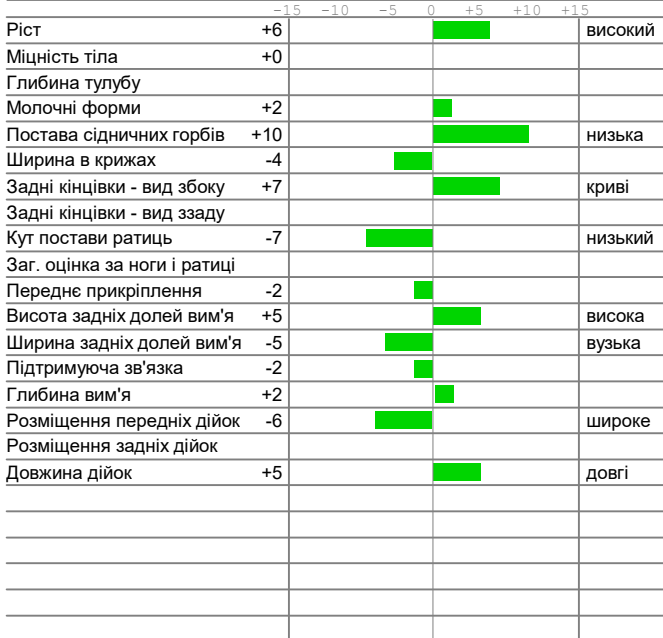 -15 -10 -5 0 +5 +10 +15
Ріст +6 високий
Міцність тіла +0
Глибина тулубу
Молочні форми +2
Постава сідничних горбів +10 низька
Ширина в крижах -4
Задні кінцівки - вид збоку +7 криві
Задні кінцівки - вид ззаду
Кут постави ратиць -7 низький
Заг. оцінка за ноги і ратиці
Переднє прикріплення -2
Висота задніх долей вим'я +5 висока
Ширина задніх долей вим'я -5 вузька
Підтримуюча зв'язка -2
Глибина вим'я +2
Розміщення передніх дійок -6 широке
Розміщення задніх дійок
Довжина дійок +5 довгі